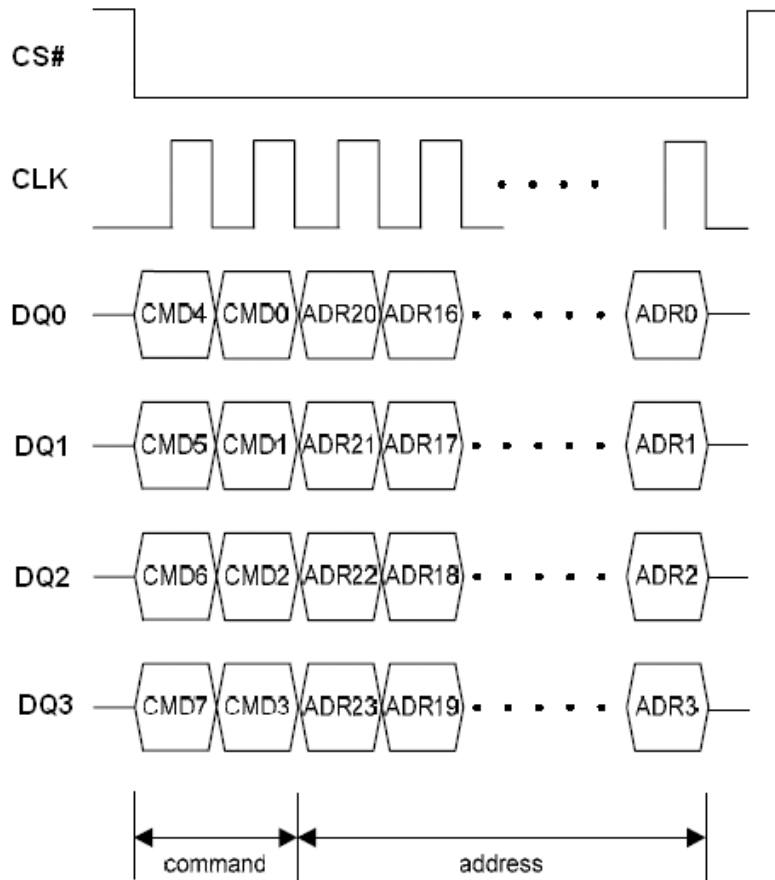 CS#
CLK
DQ0 CMD4 CMD0 ADR20 ADR16 ADR0
DQ1 CMD5 CMD1 ADR21 ADR17 ADR1
DQ2 CMD6 CMD2 ADR22 ADR18 ADR2
DQ3 CMD7 CMD3 ADR23 ADR19 ADR3
command address